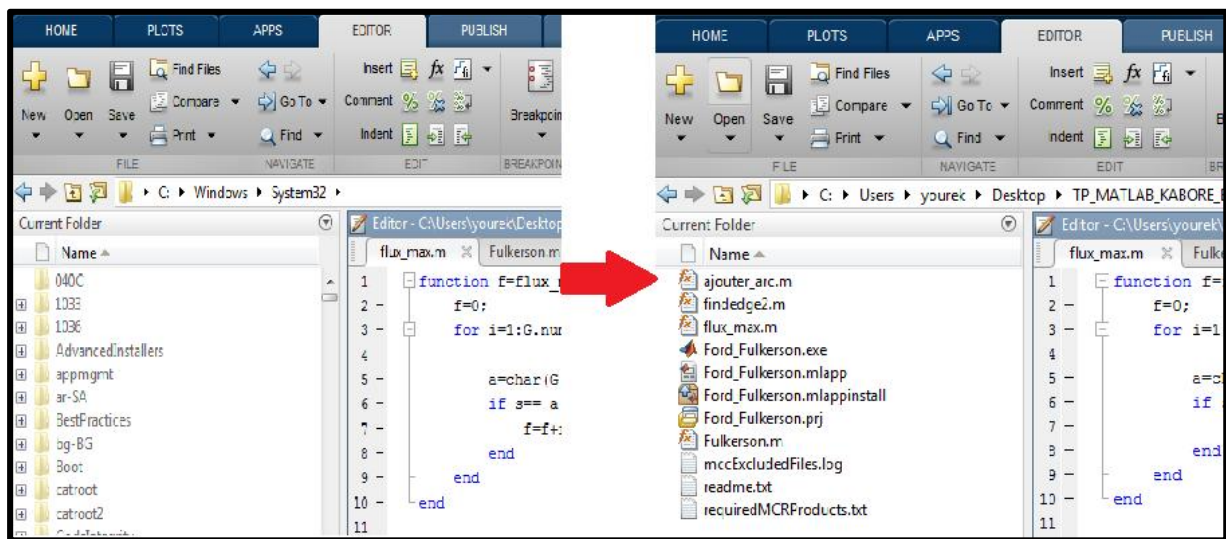 HOME PLOTS APPS EDITOR PUBLISH
Find Files
Insert fx
New Open Save
Compare
Go To
Comment
Breakpoin
Print
Find
Indent
FILE NAVIGATE EDIT BREAKPOIN
C: Windows System32
Current Folder
Editor - C:\Users\yourek\Desktop
Name
flux_max.m Fulkerson.m
040C
1033
1036
AdvancedInstallers
appmgmt
ar-SA
BestPractices
bg-BG
Boot
catroot
catroot2
CodeIntegrity
1 function f=flux_
2 f=0;
3 for i=1:G.num
4
5 a=char(G
6 if s== a
7 f=f+
8 end
9 end
10 end
11
HOME PLOTS APPS EDITOR PUBLISH
Find Files
Insert fx
New Open Save
Compare
Go To
Comment
Print
Find
Indent
FILE NAVIGATE EDIT BR
C: Users yourek Desktop TP_MATLAB_KABORE_
Current Folder
Editor - C:\Users\yourek\
Name
flux_max.m Fulke
ajouter_arc.m
findedge2.m
flux_max.m
Ford_Fulkerson.exe
Ford_Fulkerson.mlapp
Ford_Fulkerson.mlappinstall
Ford_Fulkerson.prj
Fulkerson.m
mccExcludedFiles.log
readme.txt
requiredMCRProducts.txt
1 function f=
2 f=0;
3 for i=1
4
5 a=c
6 if
7
8 end
9 end
10 end
11